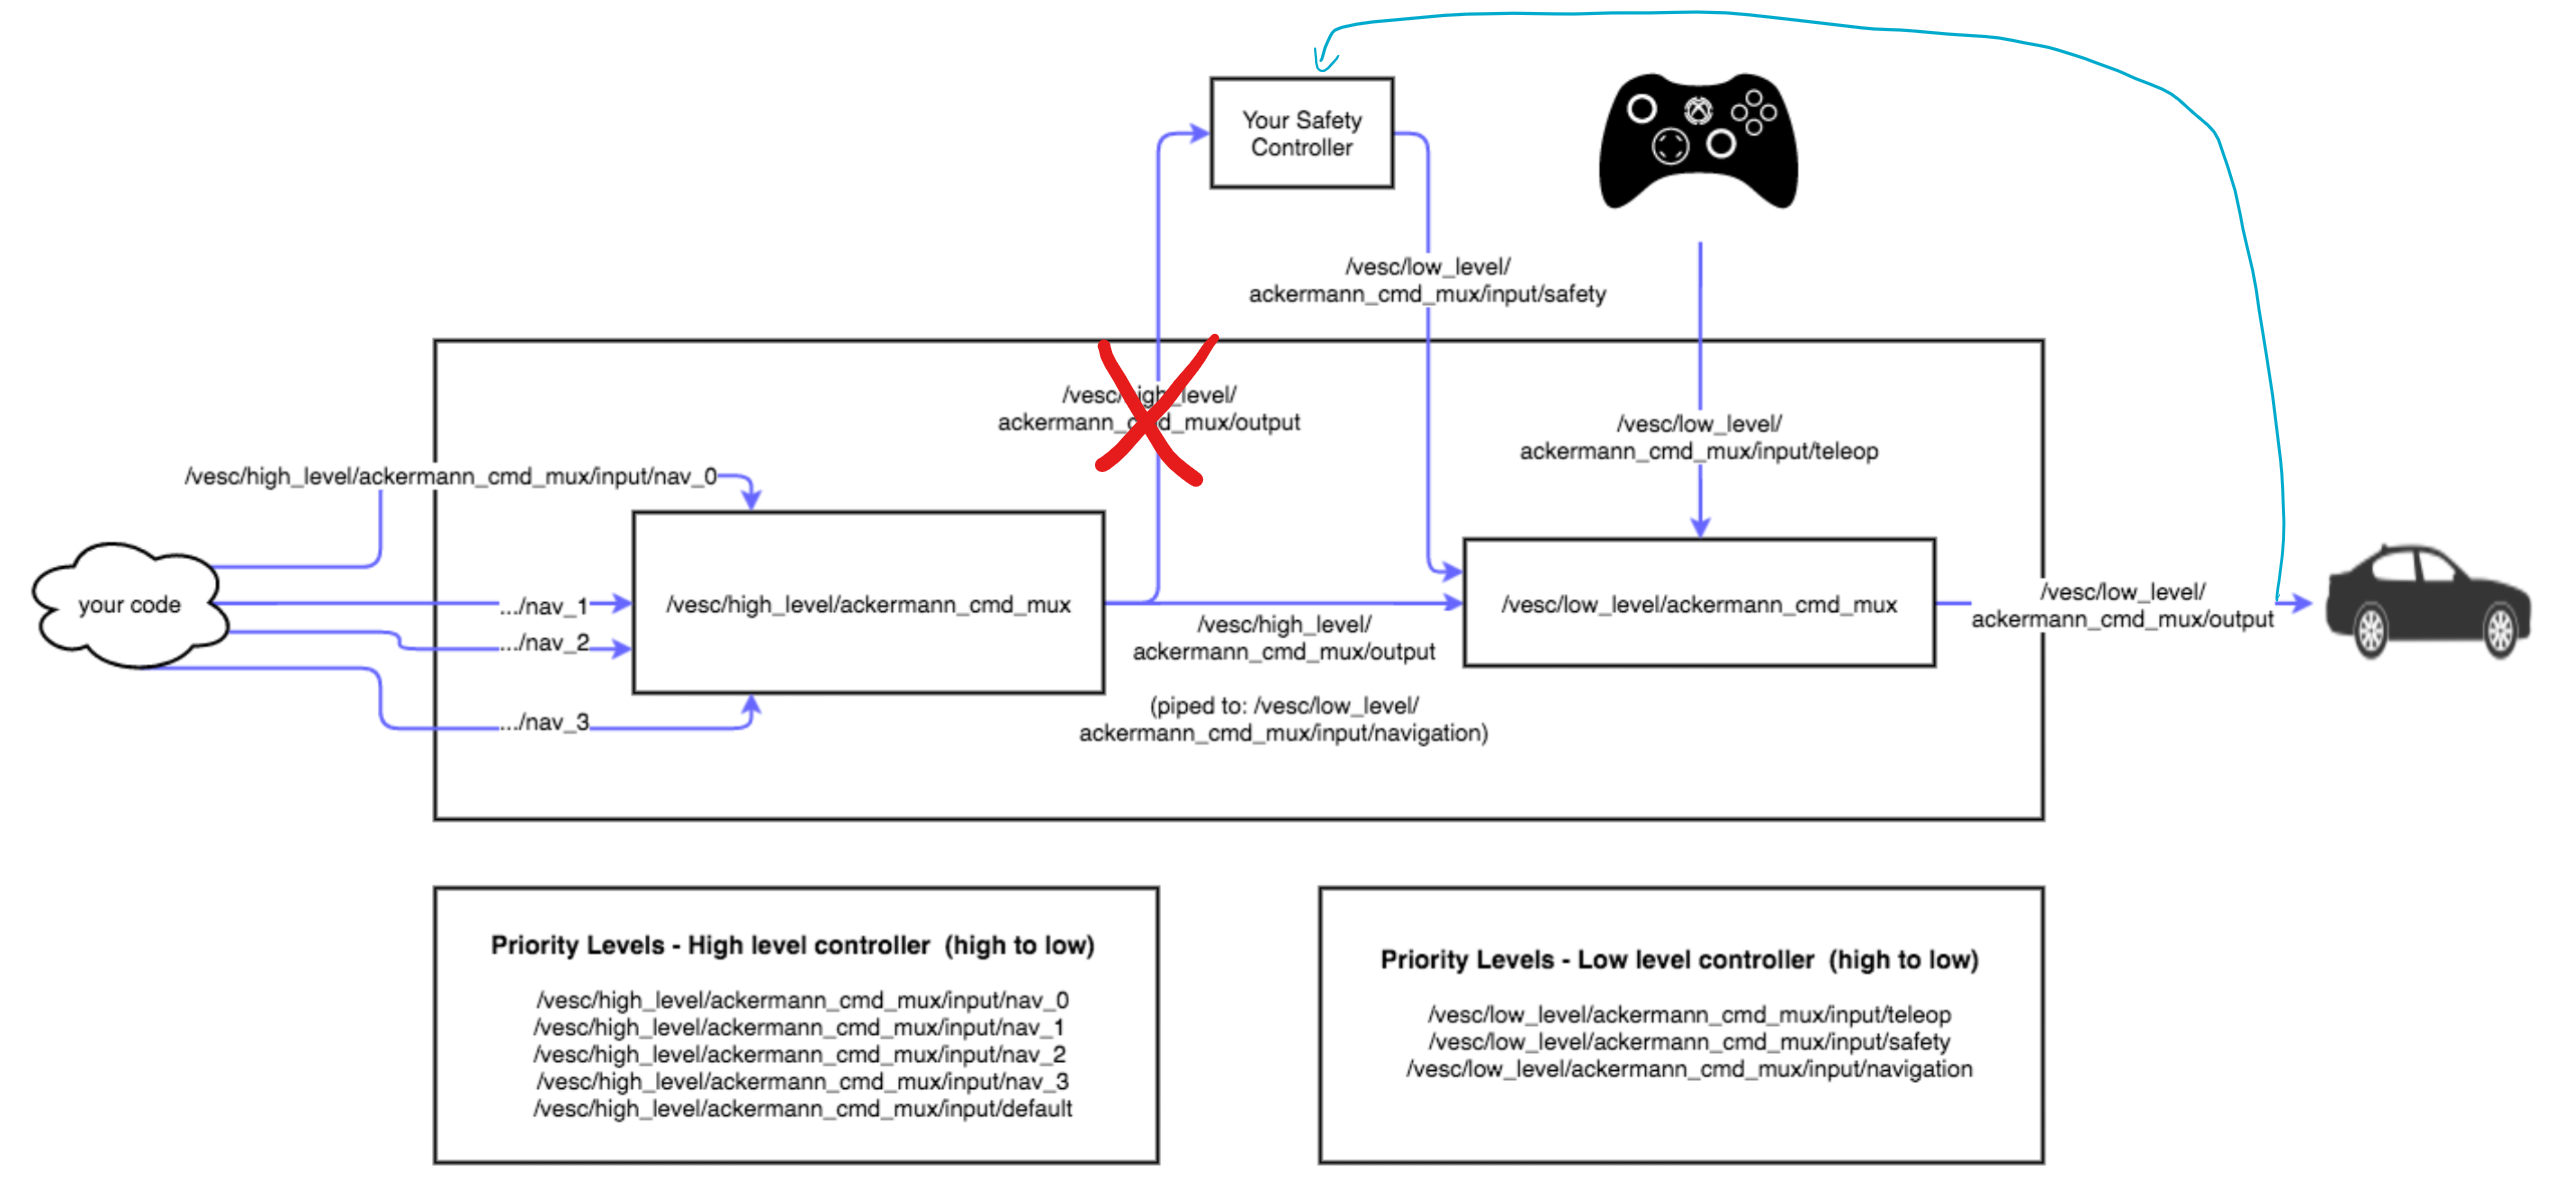 Your Safety
Controller
/vesc/low_level/
ackermann_cmd_mux/input/safety
/vesc/high_level/
ackermann_cmd_mux/output
/vesc/low_level/
ackermann_cmd_mux/input/teleop
/vesc/high_level/ackermann_cmd_mux/input/nav_0
your code
.../nav_1
.../nav_2
.../nav_3
/vesc/high_level/ackermann_cmd_mux
/vesc/high_level/
ackermann_cmd_mux/output
(piped to: /vesc/low_level/
ackermann_cmd_mux/input/navigation)
/vesc/low_level/ackermann_cmd_mux
/vesc/low_level/
ackermann_cmd_mux/output
Priority Levels - High level controller (high to low)
/vesc/high_level/ackermann_cmd_mux/input/nav_0
/vesc/high_level/ackermann_cmd_mux/input/nav_1
/vesc/high_level/ackermann_cmd_mux/input/nav_2
/vesc/high_level/ackermann_cmd_mux/input/nav_3
/vesc/high_level/ackermann_cmd_mux/input/default
Priority Levels - Low level controller (high to low)
/vesc/low_level/ackermann_cmd_mux/input/teleop
/vesc/low_level/ackermann_cmd_mux/input/safety
/vesc/low_level/ackermann_cmd_mux/input/navigation